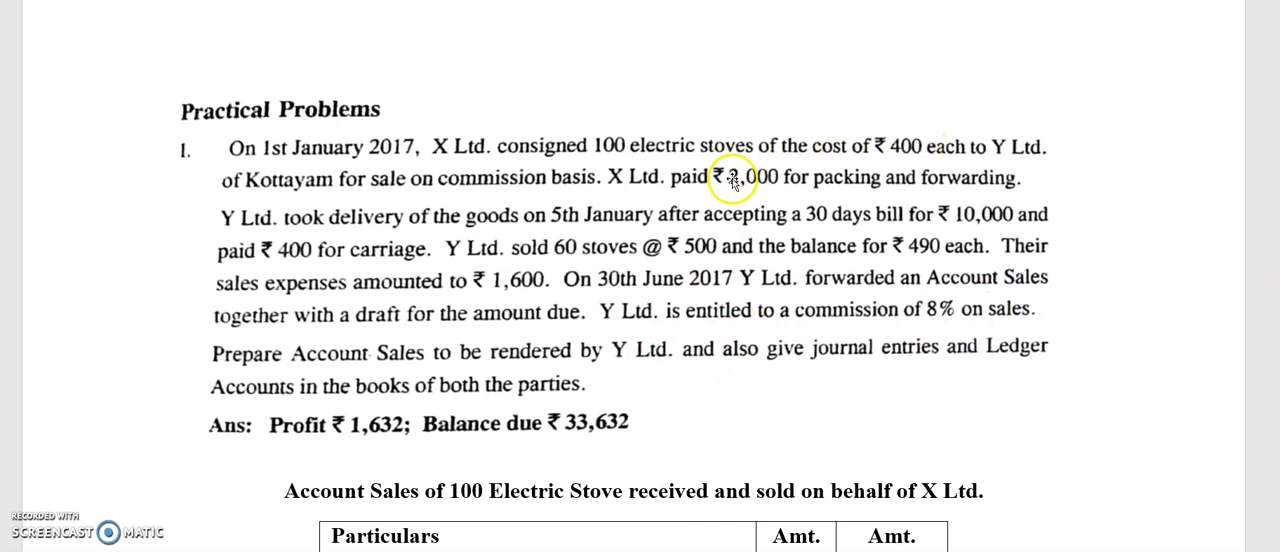 Practical Problems
1. On 1st January 2017, X Ltd. consigned 100 electric stoves of the cost of ₹ 400 each to Y Ltd.
of Kottayam for sale on commission basis. X Ltd. paid ₹ 2,000 for packing and forwarding.
Y Ltd. took delivery of the goods on 5th January after accepting a 30 days bill for ₹ 10,000 and
paid ₹ 400 for carriage. Y Ltd. sold 60 stoves @ ₹ 500 and the balance for ₹ 490 each. Their
sales expenses amounted to ₹ 1,600. On 30th June 2017 Y Ltd. forwarded an Account Sales
together with a draft for the amount due. Y Ltd. is entitled to a commission of 8% on sales.
Prepare Account Sales to be rendered by Y Ltd. and also give journal entries and Ledger
Accounts in the books of both the parties.
Ans: Profit ₹ 1,632; Balance due ₹ 33,632
Account Sales of 100 Electric Stove received and sold on behalf of X Ltd.
Particulars Amt. Amt.
RECORDED WITH
SCREENCAST MATIC